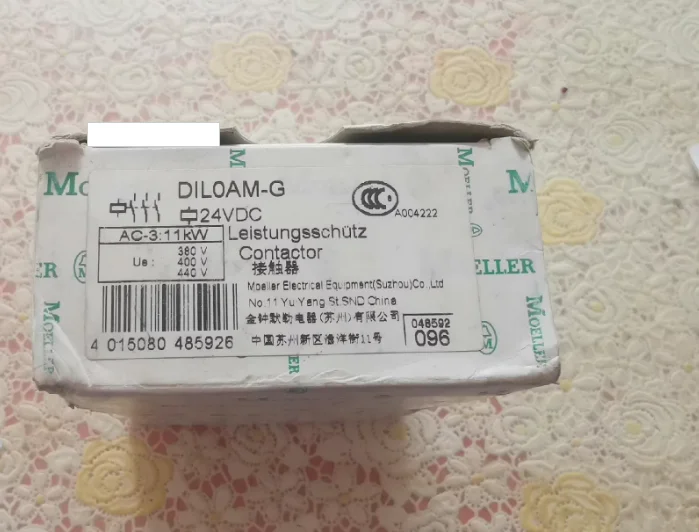 DIL0AM-G
24VDC
A004222
AC-3:11kW
Ue :
380 V
400 V
440 V
Leistungsschütz
Contactor
接触器
Moeller Electrical Equipment(Suzhou)Co.,Ltd
No.11 Yu Yang St.SND China
金钟默勒电器(苏州)有限公司
中国苏州新区滃洋街11号
4 015080 485926
048592
096
MOELLER
ELLER
MOELLER